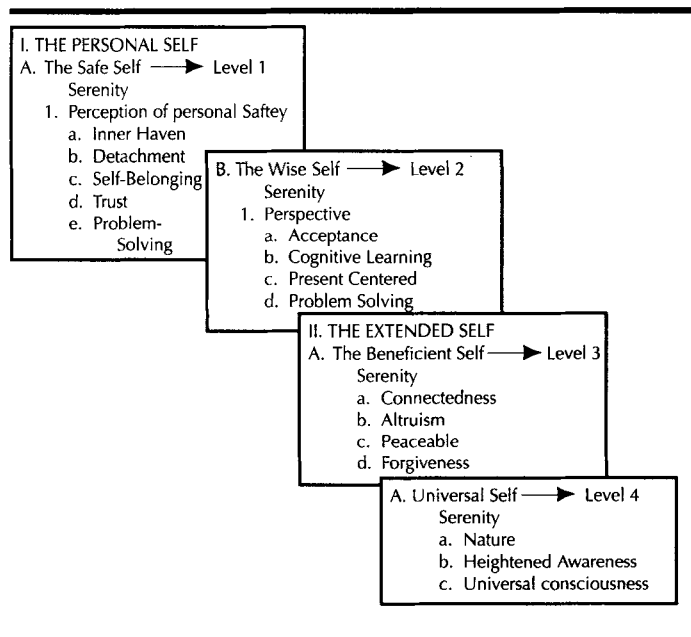 I. THE PERSONAL SELF
A. The Safe Self → Level 1
Serenity
1. Perception of personal Saftey
a. Inner Haven
b. Detachment
c. Self-Belonging
d. Trust
e. Problem-
Solving
B. The Wise Self → Level 2
Serenity
1. Perspective
a. Acceptance
b. Cognitive Learning
c. Present Centered
d. Problem Solving
II. THE EXTENDED SELF
A. The Beneficient Self → Level 3
Serenity
a. Connectedness
b. Altruism
c. Peaceable
d. Forgiveness
A. Universal Self → Level 4
Serenity
a. Nature
b. Heightened Awareness
c. Universal consciousness